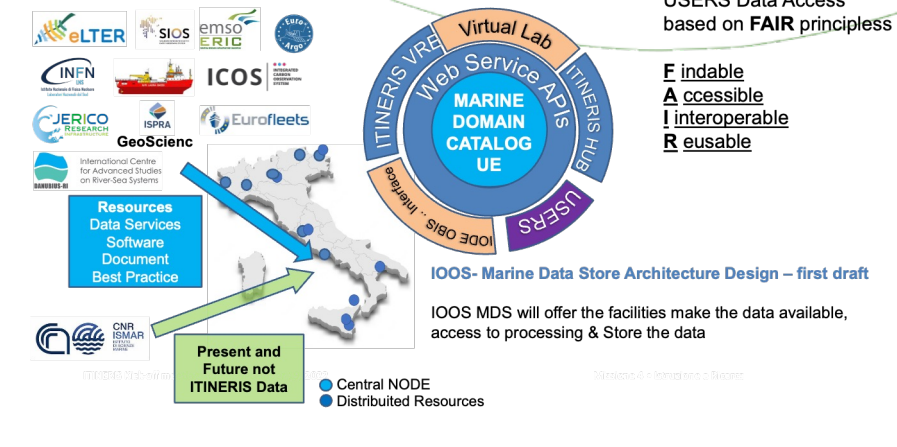 USERS Data Access
based on FAIR principless
F indable
A ccessible
I interoperable
R eusable
eLTER
SIOS
emso
ERIC
Euro
Argo
INFN
ICOS
INTEGRATED
CARBON
OBSERVATION
SYSTEM
JERICO
RESEARCH
INFRASTRUCTURE
ISPRA
Eurofleets
GeoScienc
DANUBIUS-RI
International Centre
for Advanced Studies
on River-Sea Systems
Resources
Data Services
Software
Document
Best Practice
CNR
ISMAR
Present and
Future not
ITINERIS Data
Central NODE
Distribuited Resources
ITINERIS VRE
Virtual Lab
ITINERIS HUB
USERS
IODE OBIS .. Interface
Web Service APIs
MARINE
DOMAIN
CATALOG
UE
IOOS- Marine Data Store Architecture Design – first draft
IOOS MDS will offer the facilities make the data available,
access to processing & Store the data